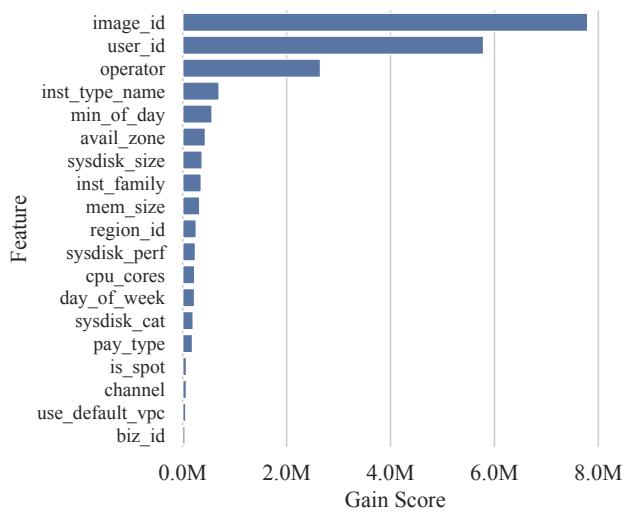 Feature
image_id
user_id
operator
inst_type_name
min_of_day
avail_zone
sysdisk_size
inst_family
mem_size
region_id
sysdisk_perf
cpu_cores
day_of_week
sysdisk_cat
pay_type
is_spot
channel
use_default_vpc
biz_id
0.0M 2.0M 4.0M 6.0M 8.0M
Gain Score